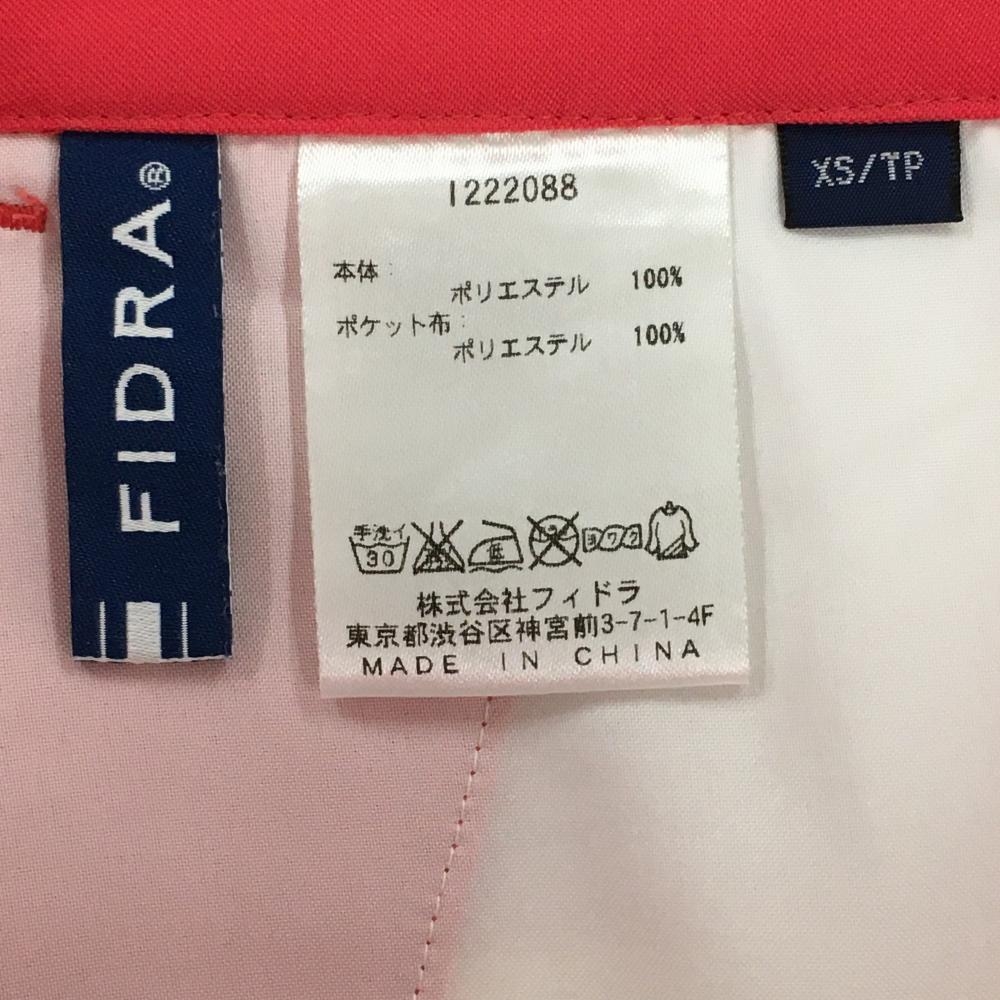 FIDRA®
1222088
本体:
ポリエステル 100%
ポケット布:
ポリエステル 100%
手洗イ
30
低
ヨワク
株式会社フィドラ
東京都渋谷区神宮前3-7-1-4F
MADE IN CHINA
XS/TP